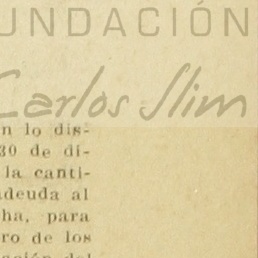 UNDACIÓN
Carlos Slim
n lo dis-
30 de di-
la canti-
adeuda al
ha, para
ro de los